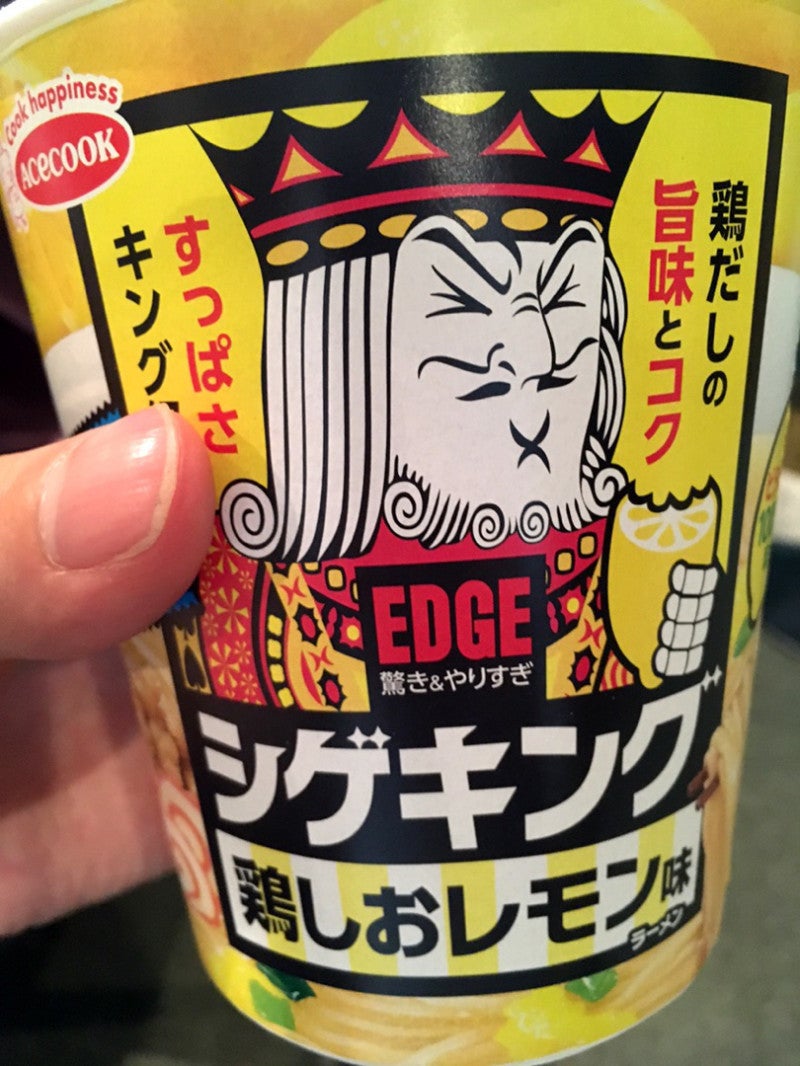 Cook happiness
Acecook
鶏だしの
旨味とコク
すっぱさ
キング
EDGE
驚き&やりすぎ
シゲキング
鶏しおレモン味
ラーメン